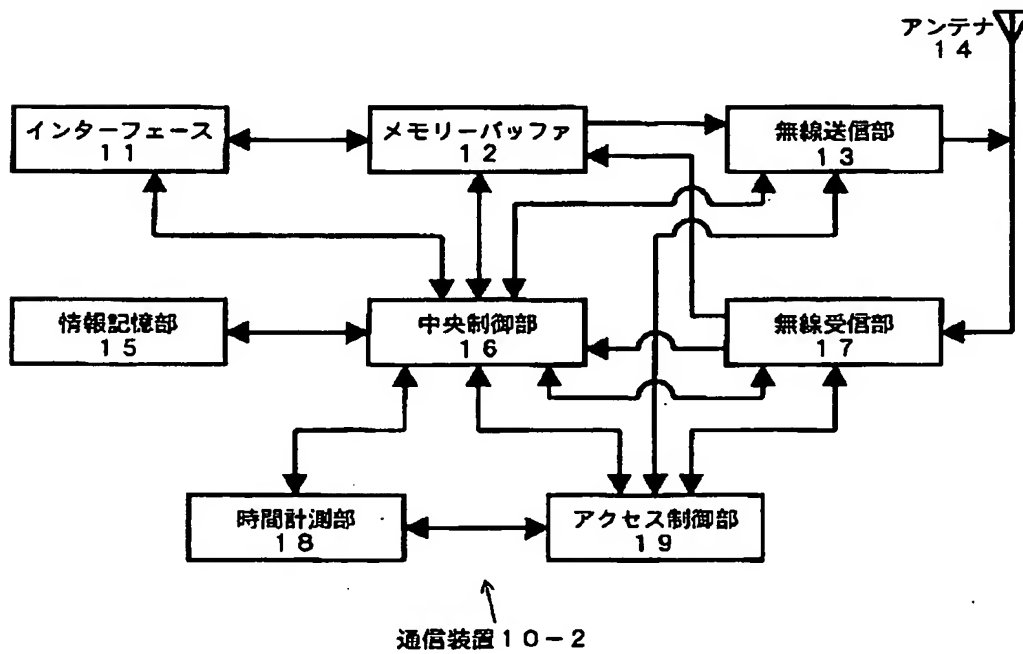 アンテナ
14
インターフェース
11
メモリーバッファ
12
無線送信部
13
情報記憶部
15
中央制御部
16
無線受信部
17
時間計測部
18
アクセス制御部
19
通信装置10-2